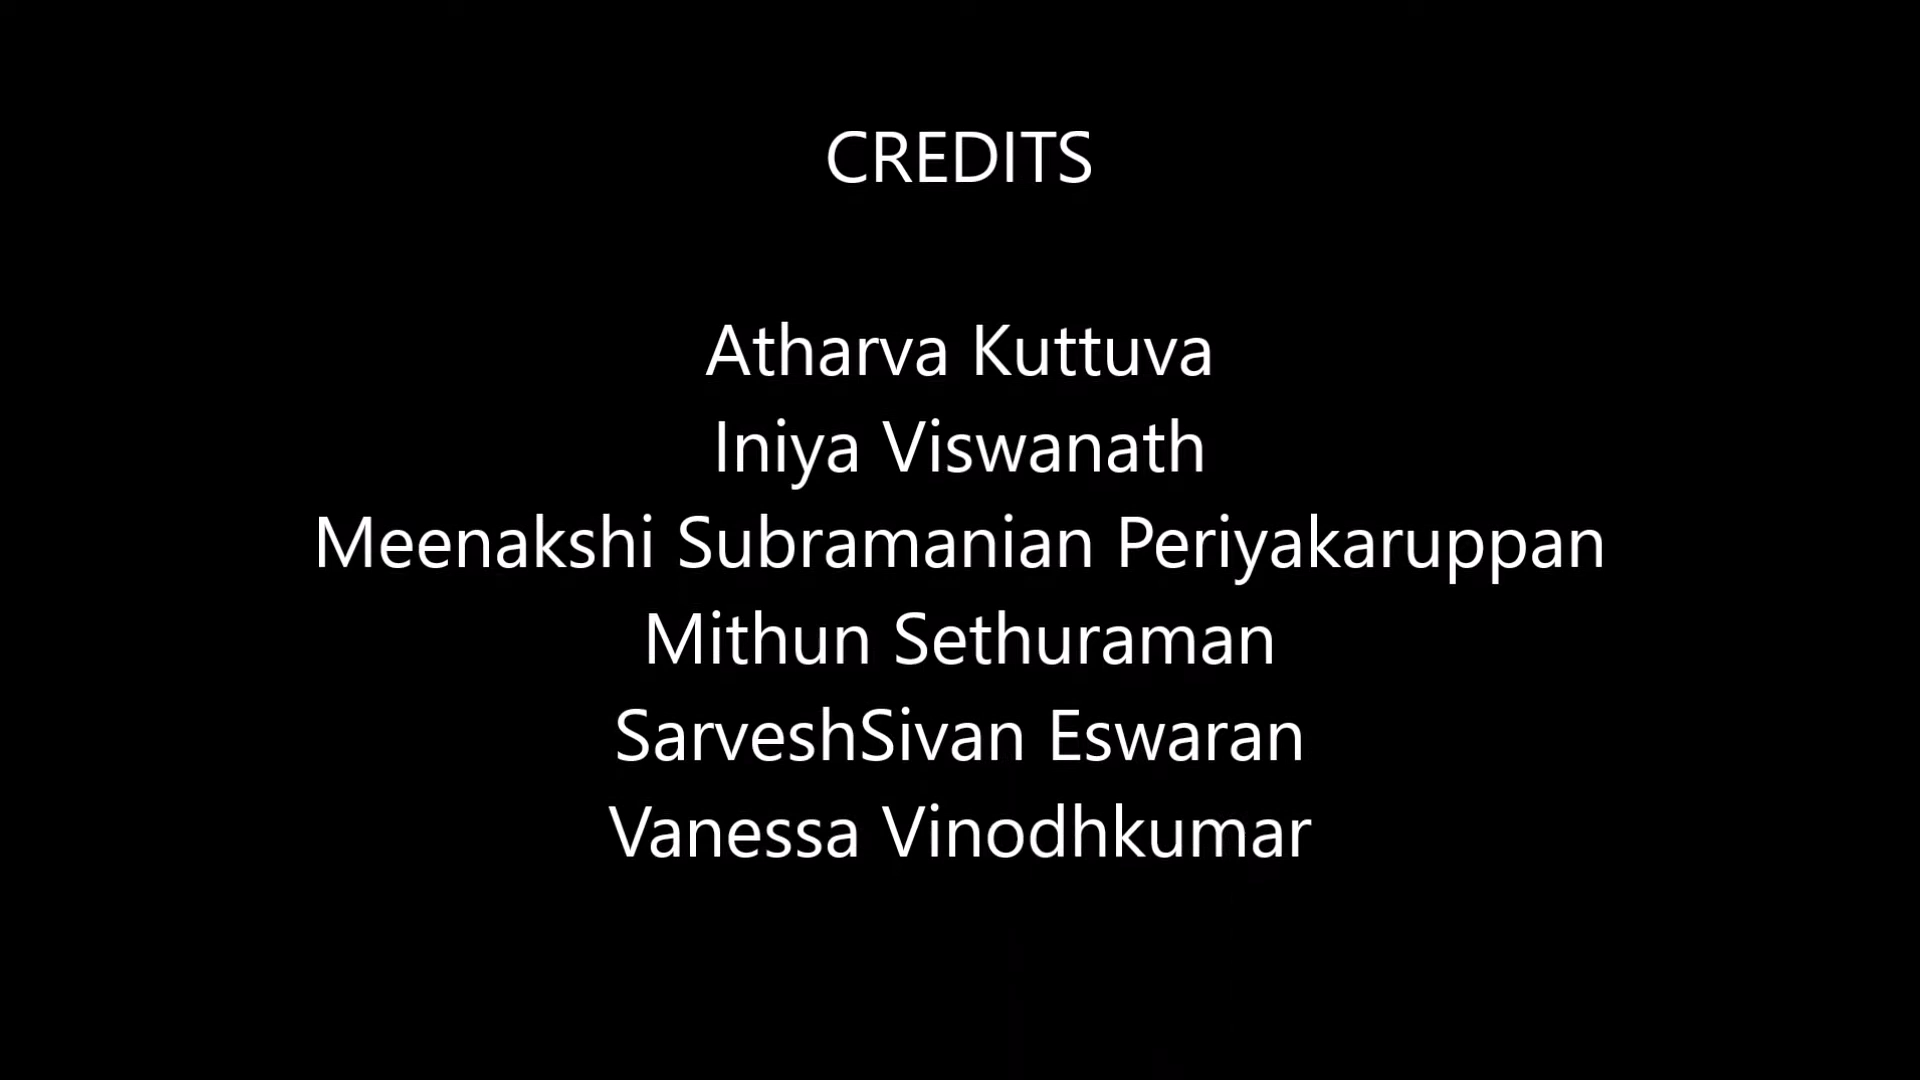 CREDITS
Atharva Kuttuva
Iniya Viswanath
Meenakshi Subramanian Periyakaruppan
Mithun Sethuraman
SarveshSivan Eswaran
Vanessa Vinodhkumar